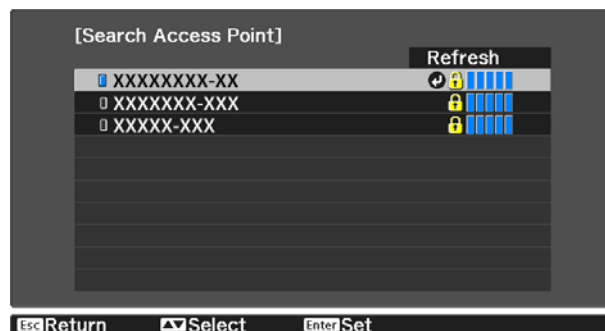 [Search Access Point]
Refresh
XXXXXXXX-XX
XXXXXXX-XXX
XXXXX-XXX
Esc Return Select Enter Set